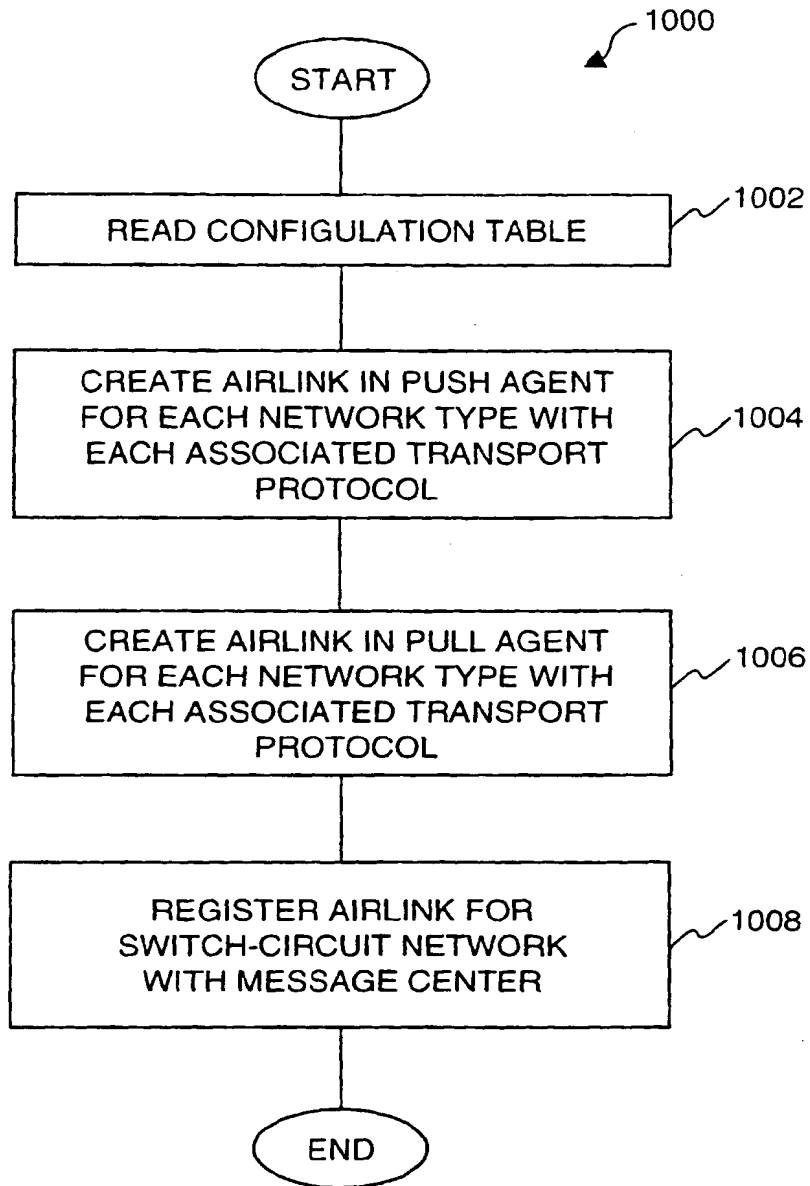 1000
START
1002
READ CONFIGULATION TABLE
CREATE AIRLINK IN PUSH AGENT
FOR EACH NETWORK TYPE WITH
EACH ASSOCIATED TRANSPORT
PROTOCOL
1004
CREATE AIRLINK IN PULL AGENT
FOR EACH NETWORK TYPE WITH
EACH ASSOCIATED TRANSPORT
PROTOCOL
1006
REGISTER AIRLINK FOR
SWITCH-CIRCUIT NETWORK
WITH MESSAGE CENTER
1008
END